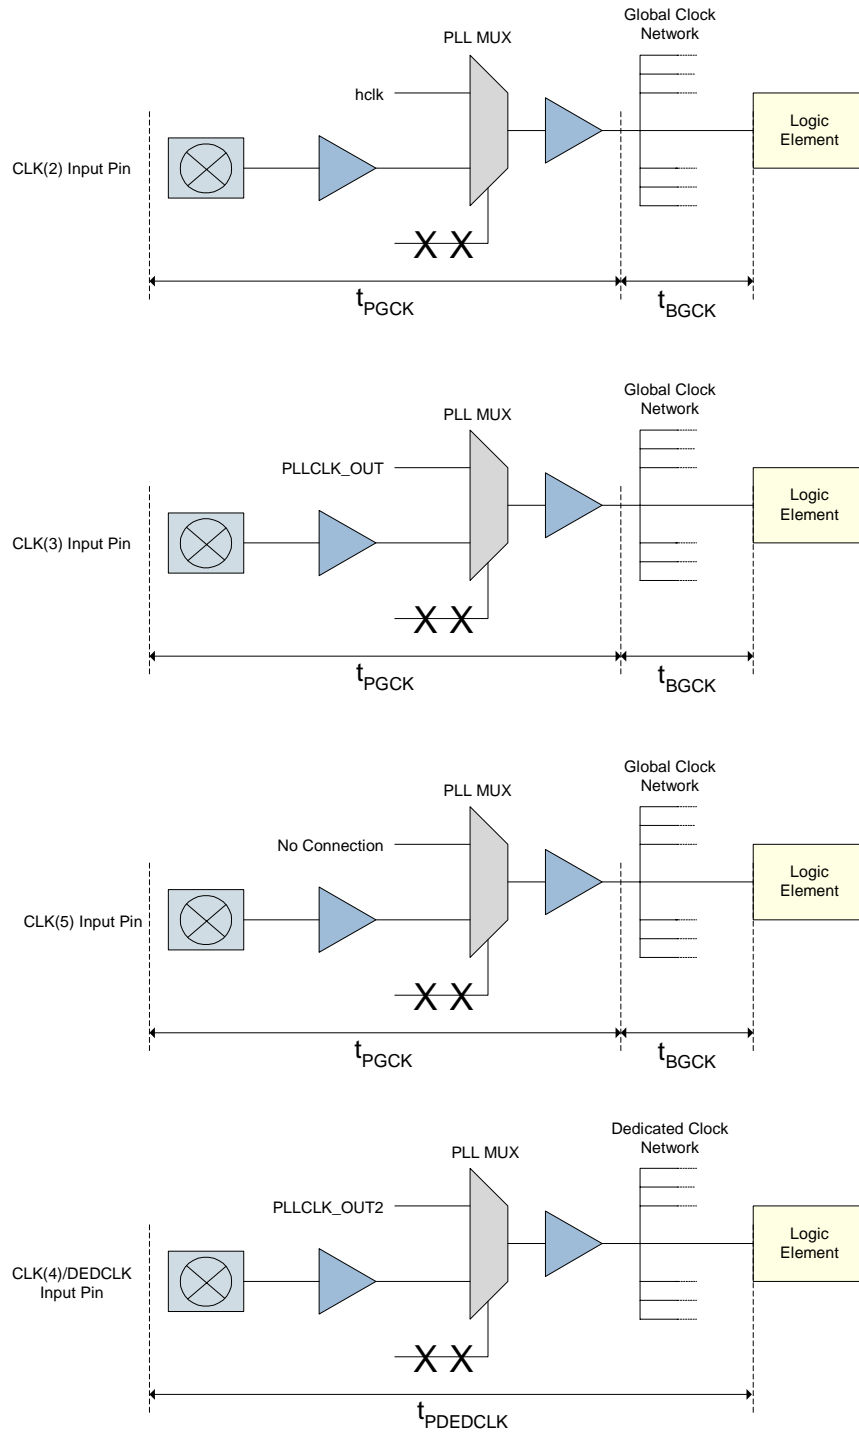 Global Clock
Network
PLL MUX
hclk
Logic
Element
CLK(2) Input Pin
X X
tPGCK
tBGCK
Global Clock
Network
PLL MUX
PLLCLK_OUT
Logic
Element
CLK(3) Input Pin
X X
tPGCK
tBGCK
Global Clock
Network
PLL MUX
No Connection
Logic
Element
CLK(5) Input Pin
X X
tPGCK
tBGCK
Dedicated Clock
Network
PLL MUX
PLLCLK_OUT2
Logic
Element
CLK(4)/DEDCLK
Input Pin
X X
tPDEDCLK